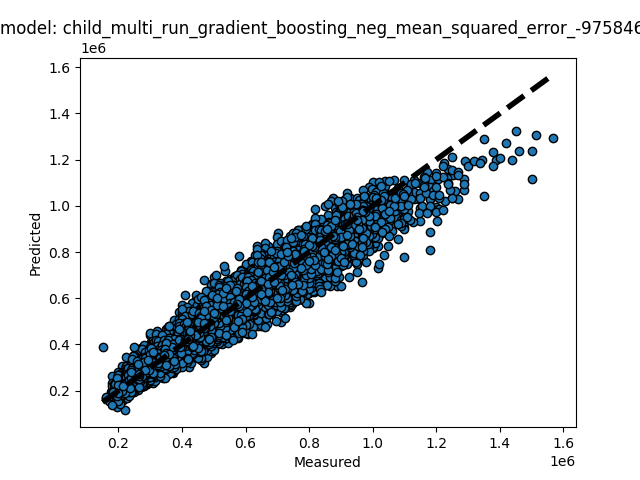 model: child_multi_run_gradient_boosting_neg_mean_squared_error_-975846
1e6
1.6
1.4
1.2
1.0
0.8
0.6
0.4
0.2
Predicted
0.2 0.4 0.6 0.8 1.0 1.2 1.4 1.6
Measured
1e6